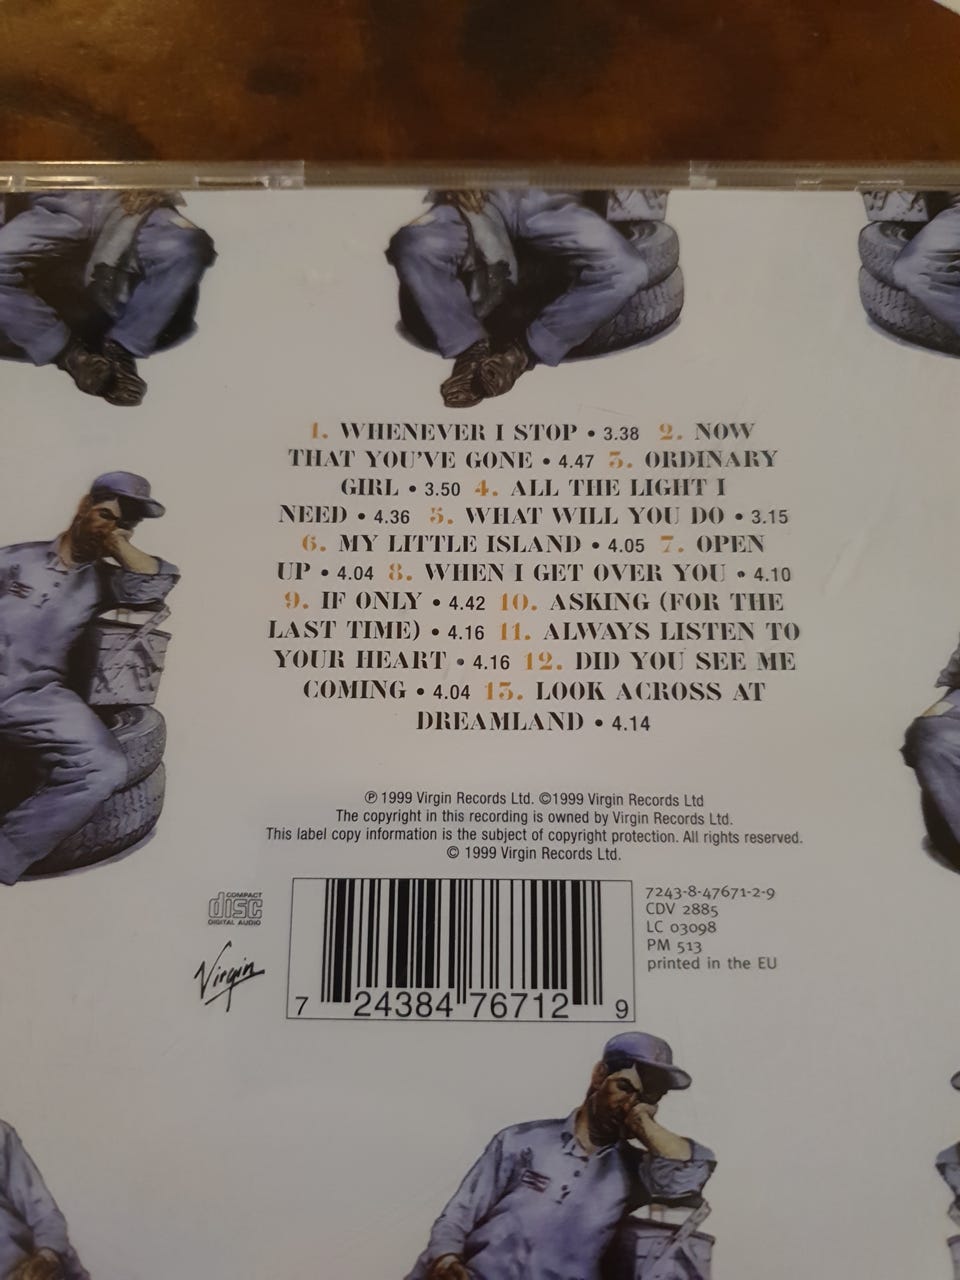 1. WHENEVER I STOP • 3.38 2. NOW
THAT YOU'VE GONE • 4.47 3. ORDINARY
GIRL • 3.50 4. ALL THE LIGHT I
NEED • 4.36 5. WHAT WILL YOU DO • 3.15
6. MY LITTLE ISLAND • 4.05 7. OPEN
UP • 4.04 8. WHEN I GET OVER YOU • 4.10
9. IF ONLY • 4.42 10. ASKING (FOR THE
LAST TIME) • 4.16 11. ALWAYS LISTEN TO
YOUR HEART • 4.16 12. DID YOU SEE ME
COMING • 4.04 13. LOOK ACROSS AT
DREAMLAND • 4.14
℗ 1999 Virgin Records Ltd. ©1999 Virgin Records Ltd
The copyright in this recording is owned by Virgin Records Ltd.
This label copy information is the subject of copyright protection. All rights reserved.
© 1999 Virgin Records Ltd.
COMPACT
disc
DIGITAL AUDIO
Virgin
7 24384 76712 9
7243-8-47671-2-9
CDV 2885
LC 03098
PM 513
printed in the EU